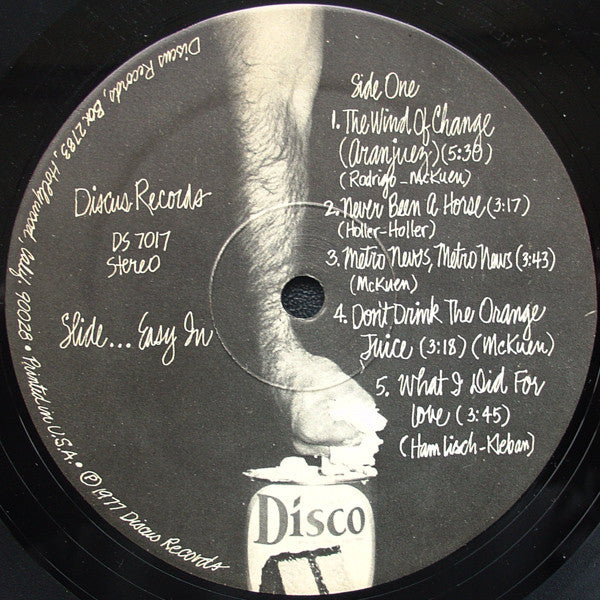 Side One
1. The Wind Of Change
(Aranjuez) (5:36)
(Rodrigo-McKuen)
2. Never Been A Horse (3:17)
(Holler-Holler)
3. Metro News, Metro News (3:43)
(McKuen)
4. Don't Drink The Orange
Juice (3:18) (McKuen)
5. What I Did For
Love (3:45)
(Hamlisch-Kleban)
Discus Records
DS 7017
Stereo
Slide... Easy In
Discus Records, Box 2783, Hollywood, Calif. 90028 • Printed in U.S.A. • ℗ 1977 Discus Records
Disco